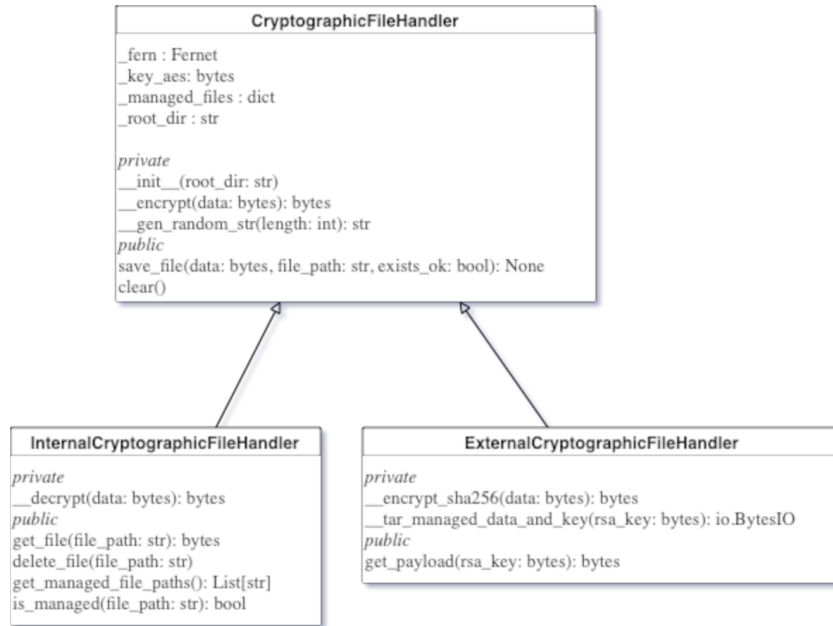 CryptographicFileHandler
_fern : Fernet
_key_aes: bytes
_managed_files : dict
_root_dir : str
private
__init__(root_dir: str)
__encrypt(data: bytes): bytes
__gen_random_str(length: int): str
public
save_file(data: bytes, file_path: str, exists_ok: bool): None
clear()
InternalCryptographicFileHandler
private
__decrypt(data: bytes): bytes
public
get_file(file_path: str): bytes
delete_file(file_path: str)
get_managed_file_paths(): List[str]
is_managed(file_path: str): bool
ExternalCryptographicFileHandler
private
__encrypt_sha256(data: bytes): bytes
__tar_managed_data_and_key(rsa_key: bytes): io.BytesIO
public
get_payload(rsa_key: bytes): bytes